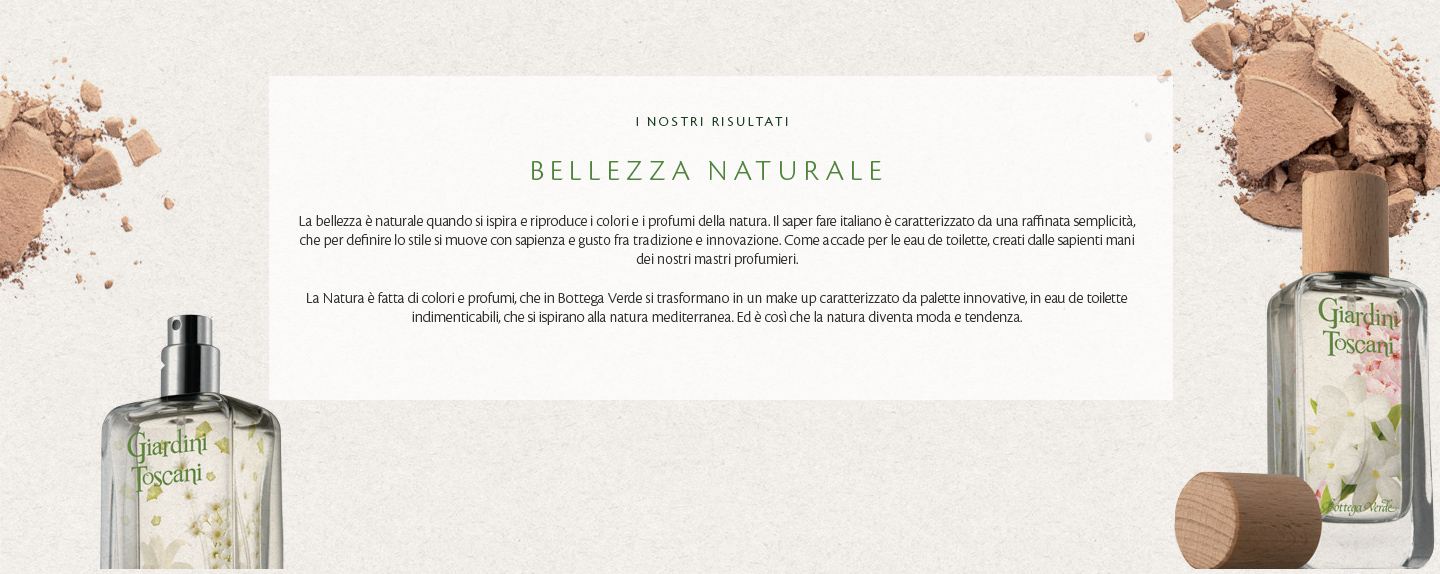 I NOSTRI RISULTATI
BELLEZZA NATURALE
La bellezza è naturale quando si ispira e riproduce i colori e i profumi della natura. Il saper fare italiano è caratterizzato da una raffinata semplicità,
che per definire lo stile si muove con sapienza e gusto fra tradizione e innovazione. Come accade per le eau de toilette, creati dalle sapienti mani
dei nostri mastri profumieri.
La Natura è fatta di colori e profumi, che in Bottega Verde si trasformano in un make up caratterizzato da palette innovative, in eau de toilette
indimenticabili, che si ispirano alla natura mediterranea. Ed è così che la natura diventa moda e tendenza.
Giardini
Toscani
Giardini
Toscani
Bottega Verde